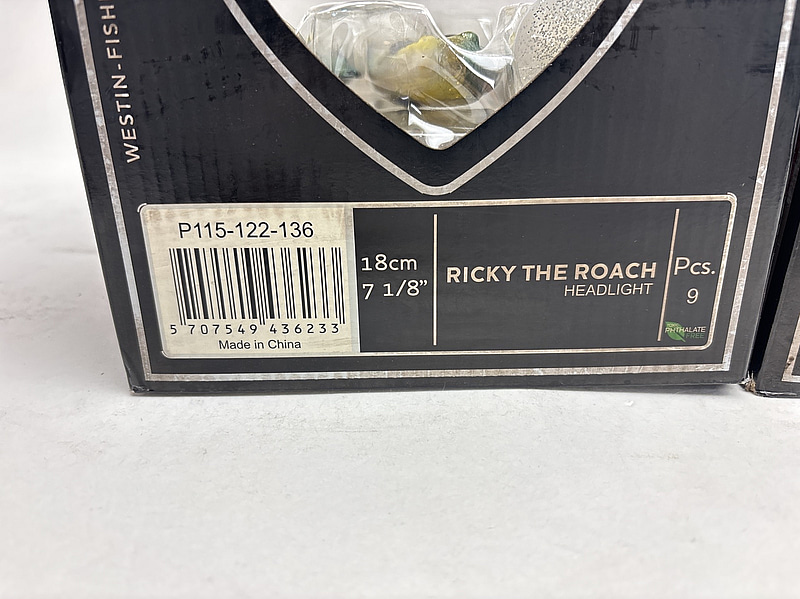 WESTIN-FISH
P115-122-136
5 707549 436233
Made in China
18cm
7 1/8”
RICKY THE ROACH
HEADLIGHT
Pcs.
9
PHTHALATE
FREE